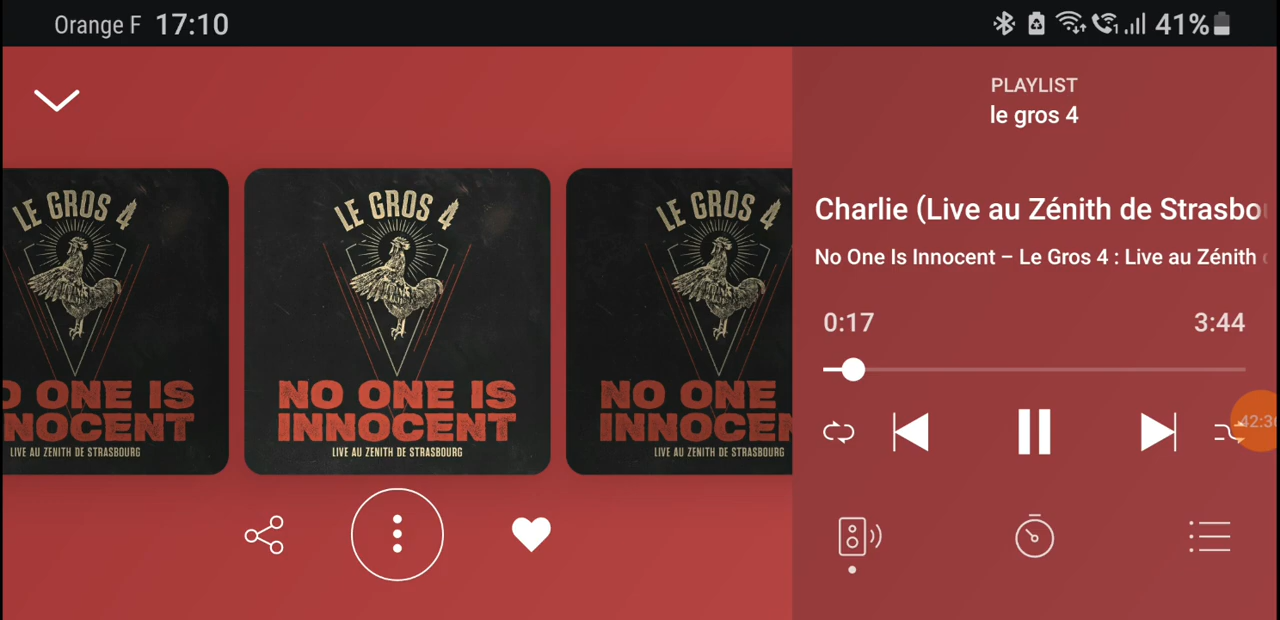 Orange F 17:10
41%
PLAYLIST
le gros 4
Charlie (Live au Zénith de Strasbo
No One Is Innocent – Le Gros 4 : Live au Zénith
0:17
3:44
42:3
LE GROS 4
O ONE IS
NOCENT
LIVE AU ZENITH DE STRASBOURG
LE GROS 4
NO ONE IS
INNOCENT
LIVE AU ZENITH DE STRASBOURG
LE GROS 4
NO ONE
INNOCEN
LIVE AU ZENITH DE STRASBOURG